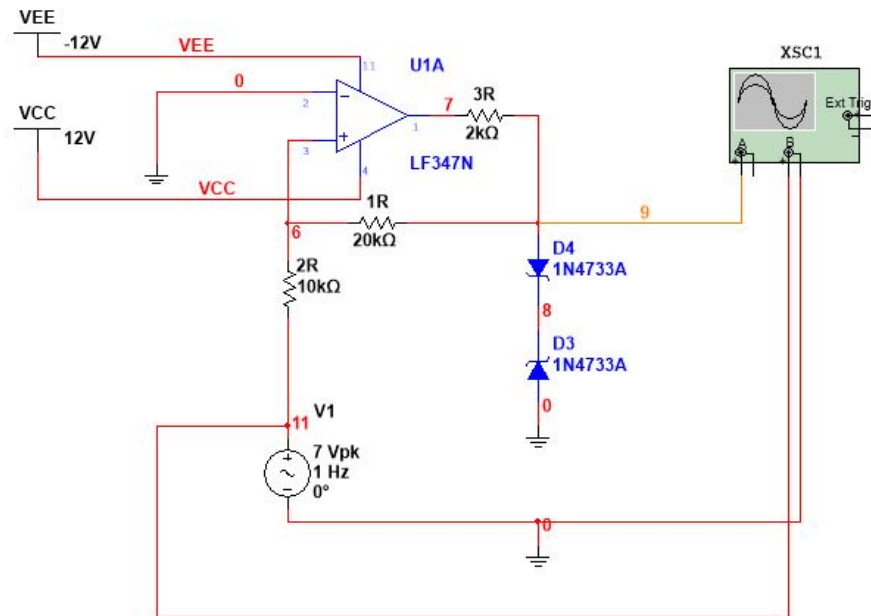 VEE
-12V
VEE
11
U1A
XSC1
0
2
3R
7
1
2kΩ
Ext Trig
VCC
12V
3
LF347N
A
B
4
VCC
1R
9
6
20kΩ
D4
1N4733A
2R
10kΩ
8
D3
1N4733A
0
V1
11
7 Vpk
1 Hz
0°
0